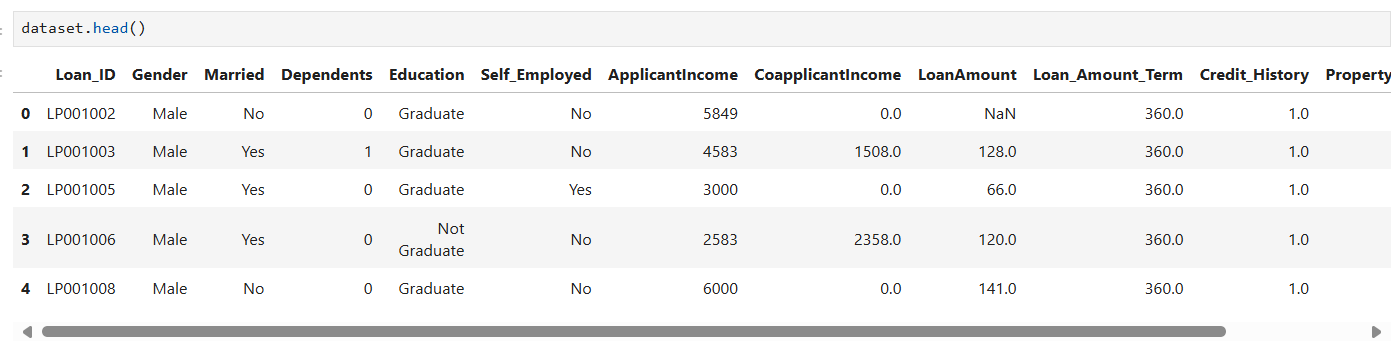 dataset.head()
Loan_ID Gender Married Dependents Education Self_Employed ApplicantIncome CoapplicantIncome LoanAmount Loan_Amount_Term Credit_History Property
0 LP001002 Male No 0 Graduate No 5849 0.0 NaN 360.0 1.0
1 LP001003 Male Yes 1 Graduate No 4583 1508.0 128.0 360.0 1.0
2 LP001005 Male Yes 0 Graduate Yes 3000 0.0 66.0 360.0 1.0
3 LP001006 Male Yes 0 Not Graduate No 2583 2358.0 120.0 360.0 1.0
4 LP001008 Male No 0 Graduate No 6000 0.0 141.0 360.0 1.0